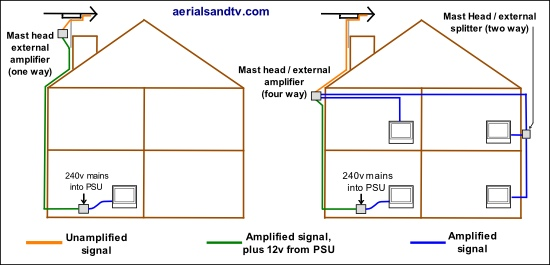 aerialsandtv.com
Mast head
external
amplifier
(one way)
240v mains
into PSU
Mast head / external
amplifier
(four way)
Mast Head / external
splitter (two way)
240v mains
into PSU
Unamplified
signal
Amplified signal,
plus 12v from PSU
Amplified
signal